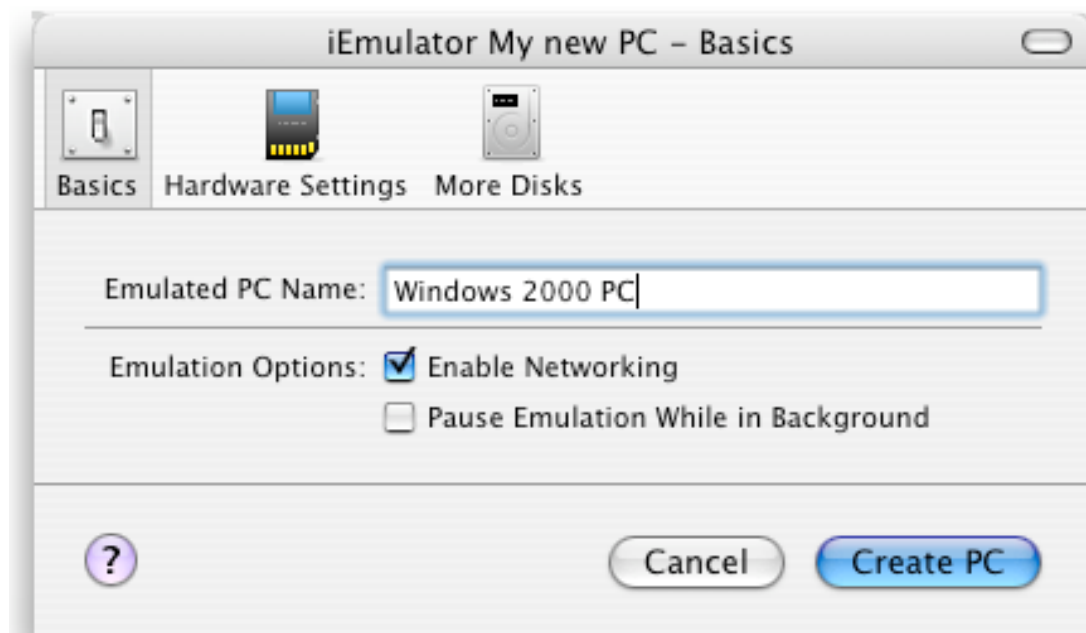 iEmulator My new PC – Basics
Basics Hardware Settings More Disks
Emulated PC Name: Windows 2000 PC
Emulation Options: Enable Networking
Pause Emulation While in Background
? Cancel Create PC